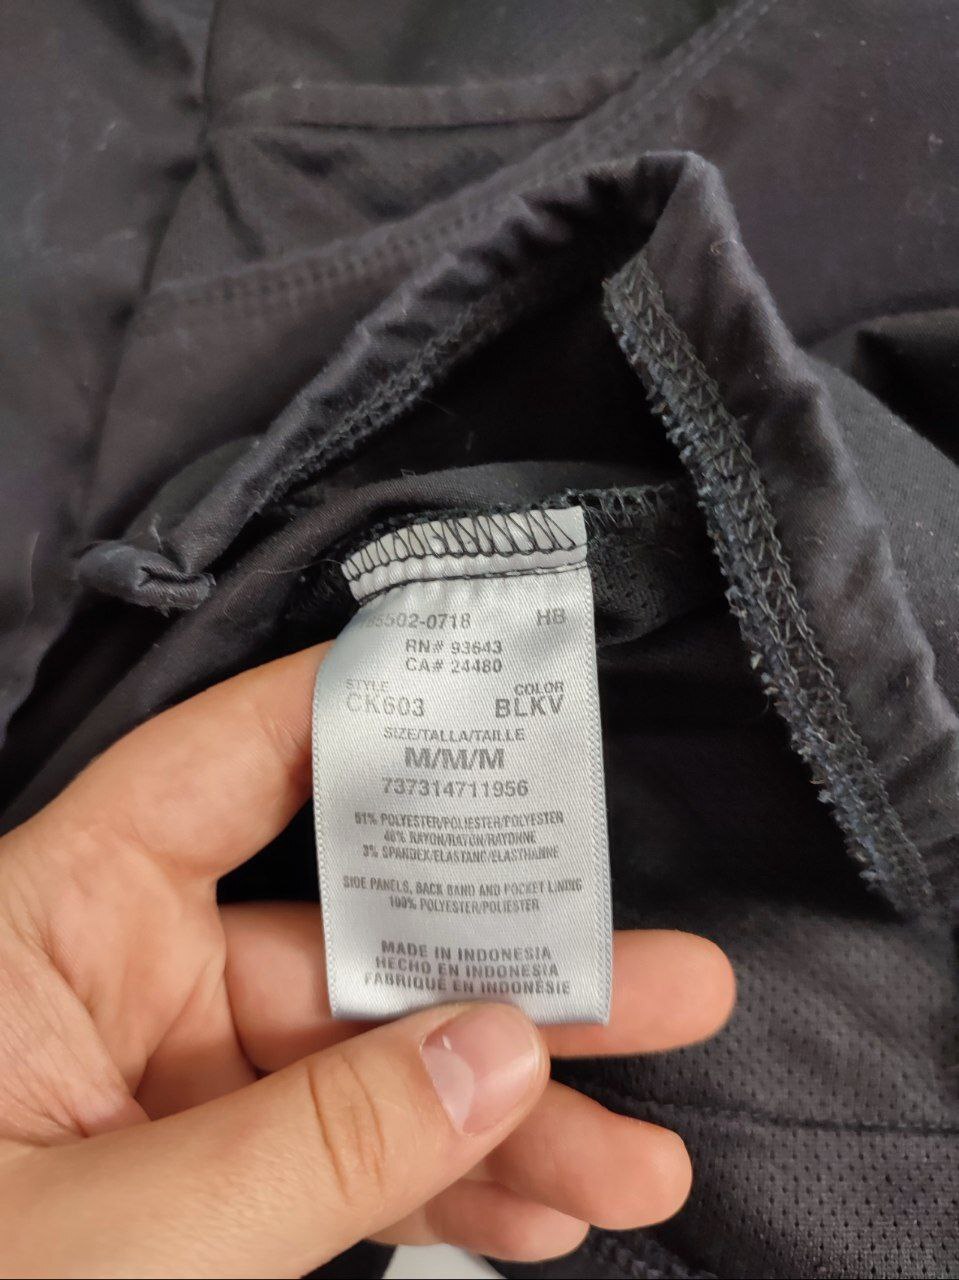 85502-0718 HB
RN# 93643
CA# 24480
STYLE COLOR
CK603 BLKV
SIZE/TALLA/TAILLE
M/M/M
737314711956
51% POLYESTER/POLIESTER/POLYESTER
46% RAYON/RAYON/RAYONNE
3% SPANDEX/ELASTANO/ELASTHANNE
SIDE PANELS, BACK BAND AND POCKET LINING
100% POLYESTER/POLIESTER
MADE IN INDONESIA
HECHO EN INDONESIA
FABRIQUÉ EN INDONÉSIE